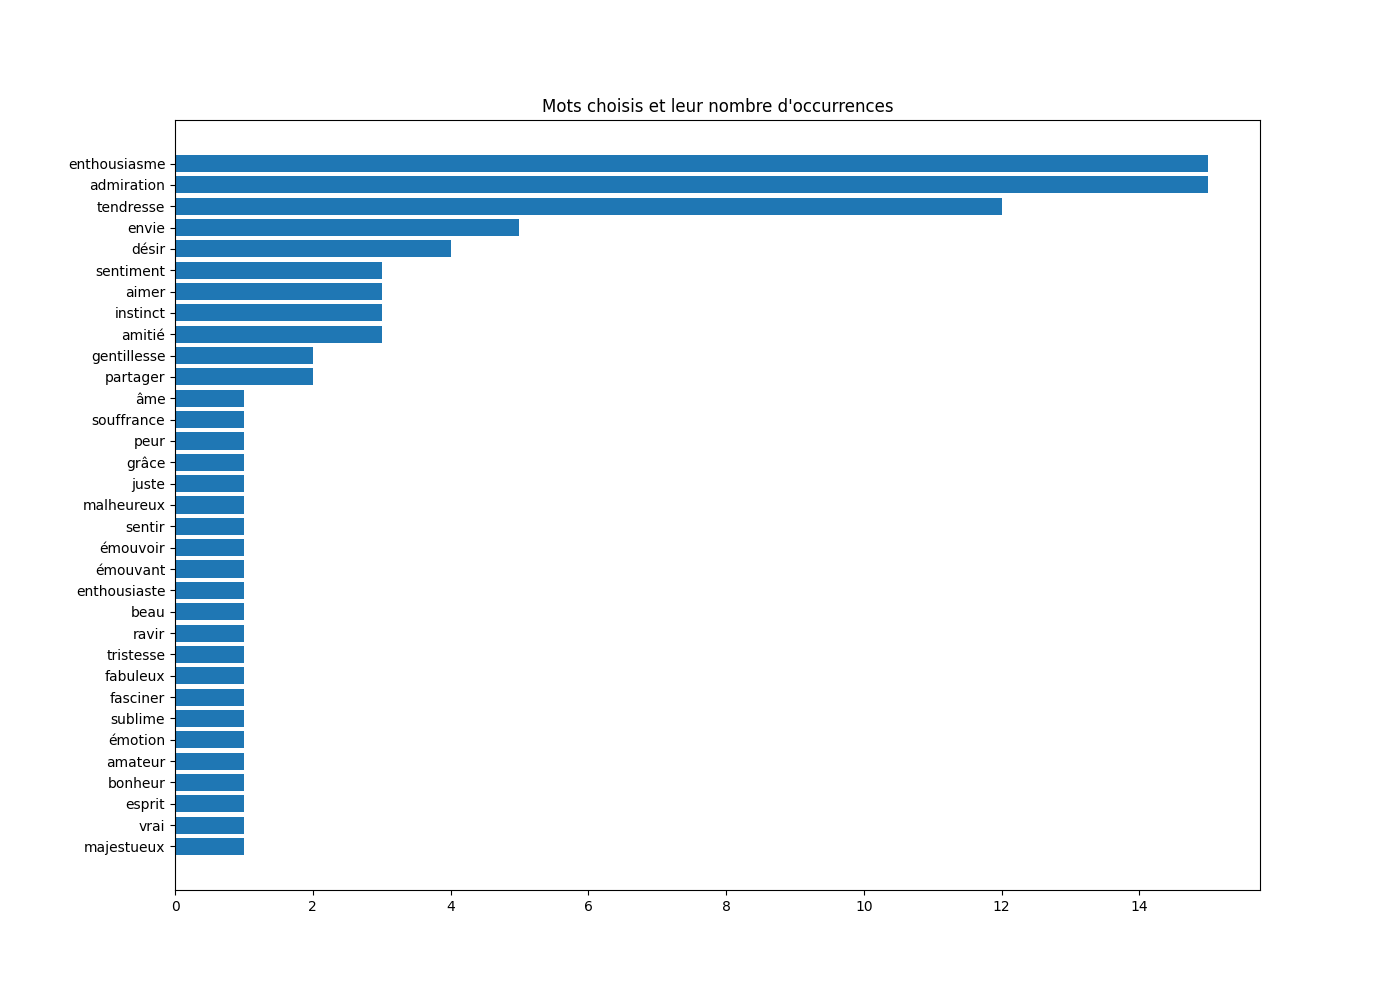 Mots choisis et leur nombre d'occurrences
enthousiasme
admiration
tendresse
envie
désir
sentiment
aimer
instinct
amitié
gentillesse
partager
âme
souffrance
peur
grâce
juste
malheureux
sentir
émouvoir
émouvant
enthousiaste
beau
ravir
tristesse
fabuleux
fasciner
sublime
émotion
amateur
bonheur
esprit
vrai
majestueux
0 2 4 6 8 10 12 14